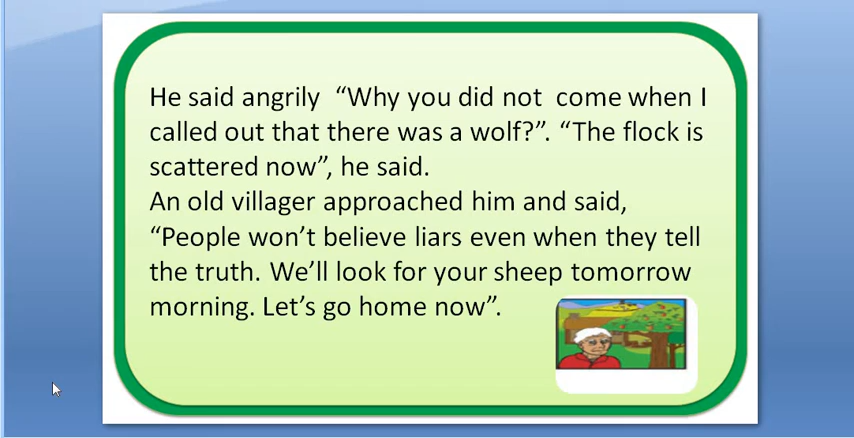 He said angrily  “Why you did not  come when I
called out that there was a wolf?”. “The flock is
scattered now”, he said.
An old villager approached him and said,
“People won’t believe liars even when they tell
the truth. We’ll look for your sheep tomorrow
morning. Let’s go home now”.